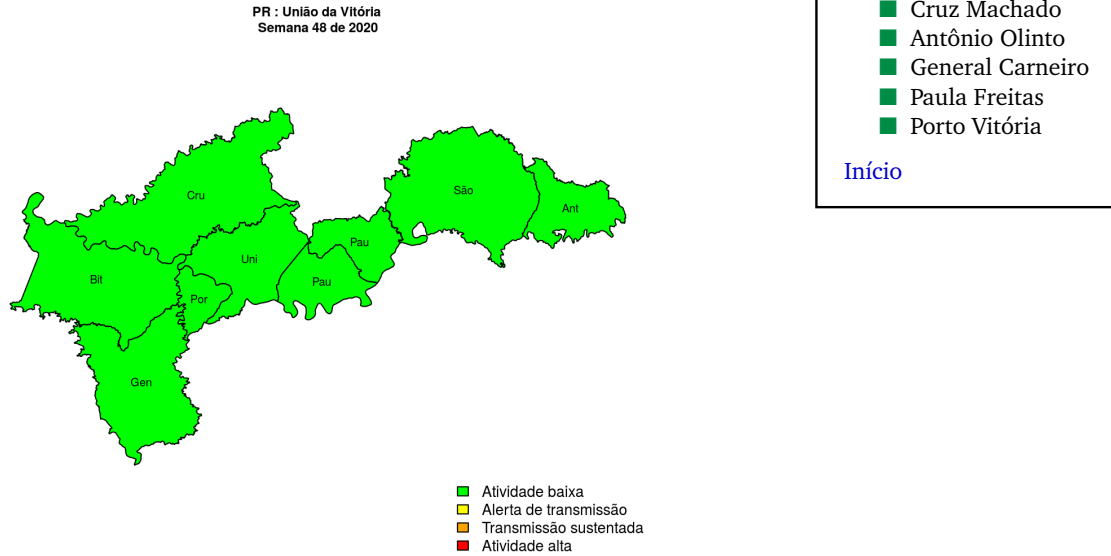 PR : União da Vitória
Semana 48 de 2020
Cru
São
Ant
Pau
Uni
Bit
Pau
Por
Gen
Atividade baixa
Alerta de transmissão
Transmissão sustentada
Atividade alta
Cruz Machado
Antônio Olinto
General Carneiro
Paula Freitas
Porto Vitória
Início